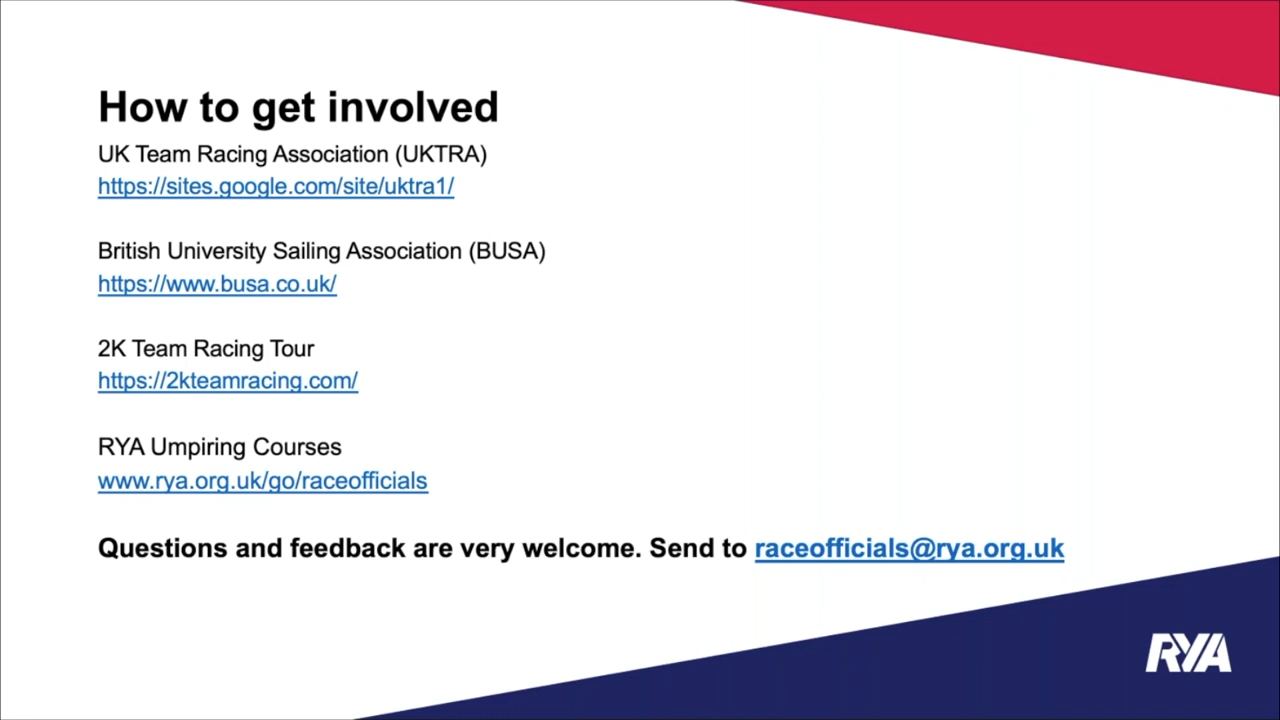 How to get involved
UK Team Racing Association (UKTRA)
https://sites.google.com/site/uktra1/
British University Sailing Association (BUSA)
https://www.busa.co.uk/
2K Team Racing Tour
https://2kteamracing.com/
RYA Umpiring Courses
www.rya.org.uk/go/raceofficials
Questions and feedback are very welcome. Send to raceofficials@rya.org.uk
RYA